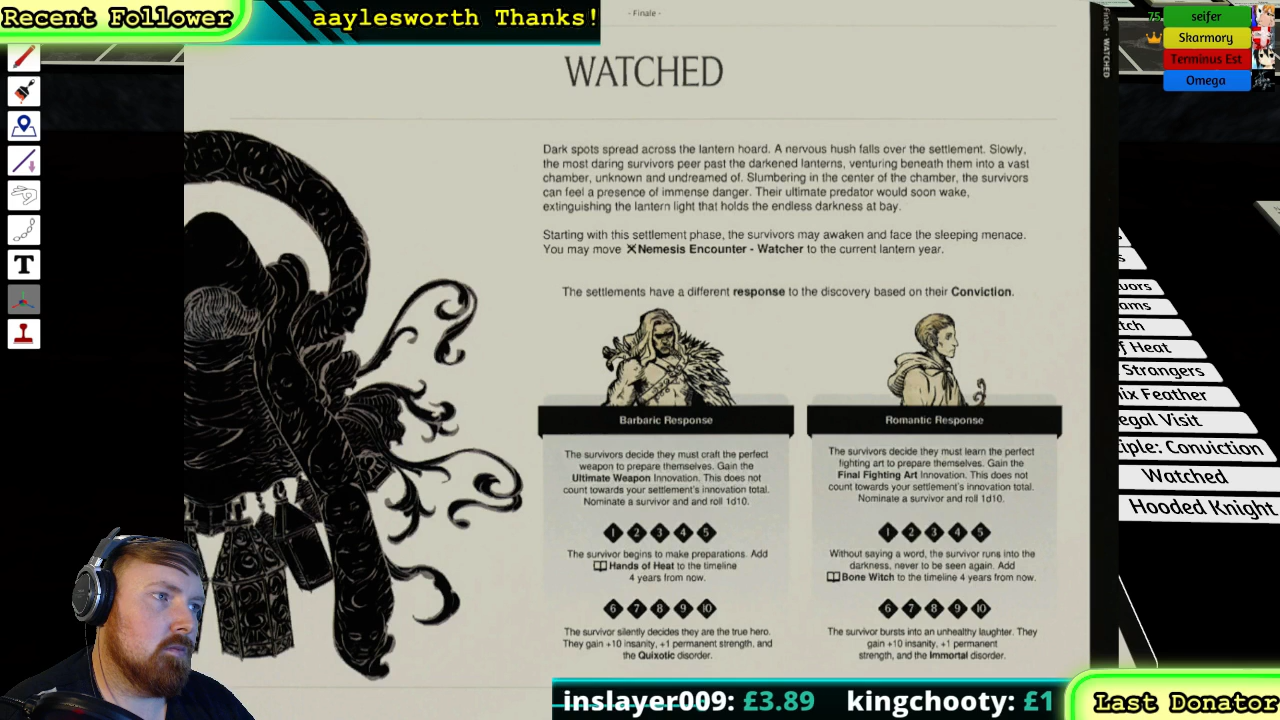 Recent Follower
aaylesworth Thanks!
- Finale -
Finale - WATCHED
75
seifer
Skarmory
Terminus Est
Omega
WATCHED
Dark spots spread across the lantern hoard. A nervous hush falls over the settlement. Slowly,
the most daring survivors peer past the darkened lanterns, venturing beneath them into a vast
chamber, unknown and undreamed of. Slumbering in the center of the chamber, the survivors
can feel a presence of immense danger. Their ultimate predator would soon wake,
extinguishing the lantern light that holds the endless darkness at bay.
Starting with this settlement phase, the survivors may awaken and face the sleeping menace.
You may move Nemesis Encounter - Watcher to the current lantern year.
The settlements have a different response to the discovery based on their Conviction.
Barbaric Response
The survivors decide they must craft the perfect
weapon to prepare themselves. Gain the
Ultimate Weapon Innovation. This does not
count towards your settlement's innovation total.
Nominate a survivor and and roll 1d10.
1 2 3 4 5
The survivor begins to make preparations. Add
Hands of Heat to the timeline
4 years from now.
6 7 8 9 10
The survivor silently decides they are the true hero.
They gain +10 insanity, +1 permanent strength, and
the Quixotic disorder.
Romantic Response
The survivors decide they must learn the perfect
fighting art to prepare themselves. Gain the
Final Fighting Art Innovation. This does not
count towards your settlement's innovation total.
Nominate a survivor and roll 1d10.
1 2 3 4 5
Without saying a word, the survivor runs into the
darkness, never to be seen again. Add
Bone Witch to the timeline 4 years from now.
6 7 8 9 10
The survivor bursts into an unhealthy laughter. They
gain +10 insanity, +1 permanent
strength, and the Immortal disorder.
s
uors
ams
tch
f Heat
Strangers
ix Feather
egal Visit
iple: Conviction
Watched
Hooded Knight
T
inslayer009: £3.89 kingchooty: £1
Last Donator